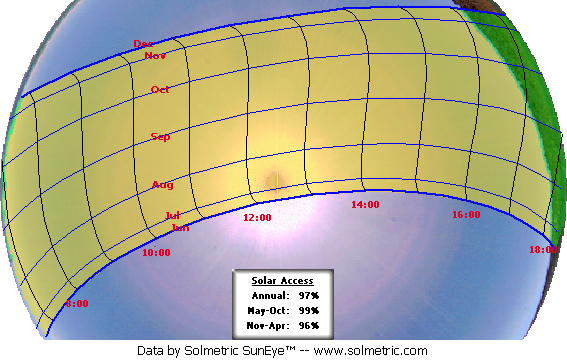 Dec
Nov
Oct
Sep
Aug
Jul
Jun
8:00
10:00
12:00
14:00
16:00
18:00
Solar Access
Annual: 97%
May-Oct: 99%
Nov-Apr: 96%
Data by Solmetric SunEye™ -- www.solmetric.com